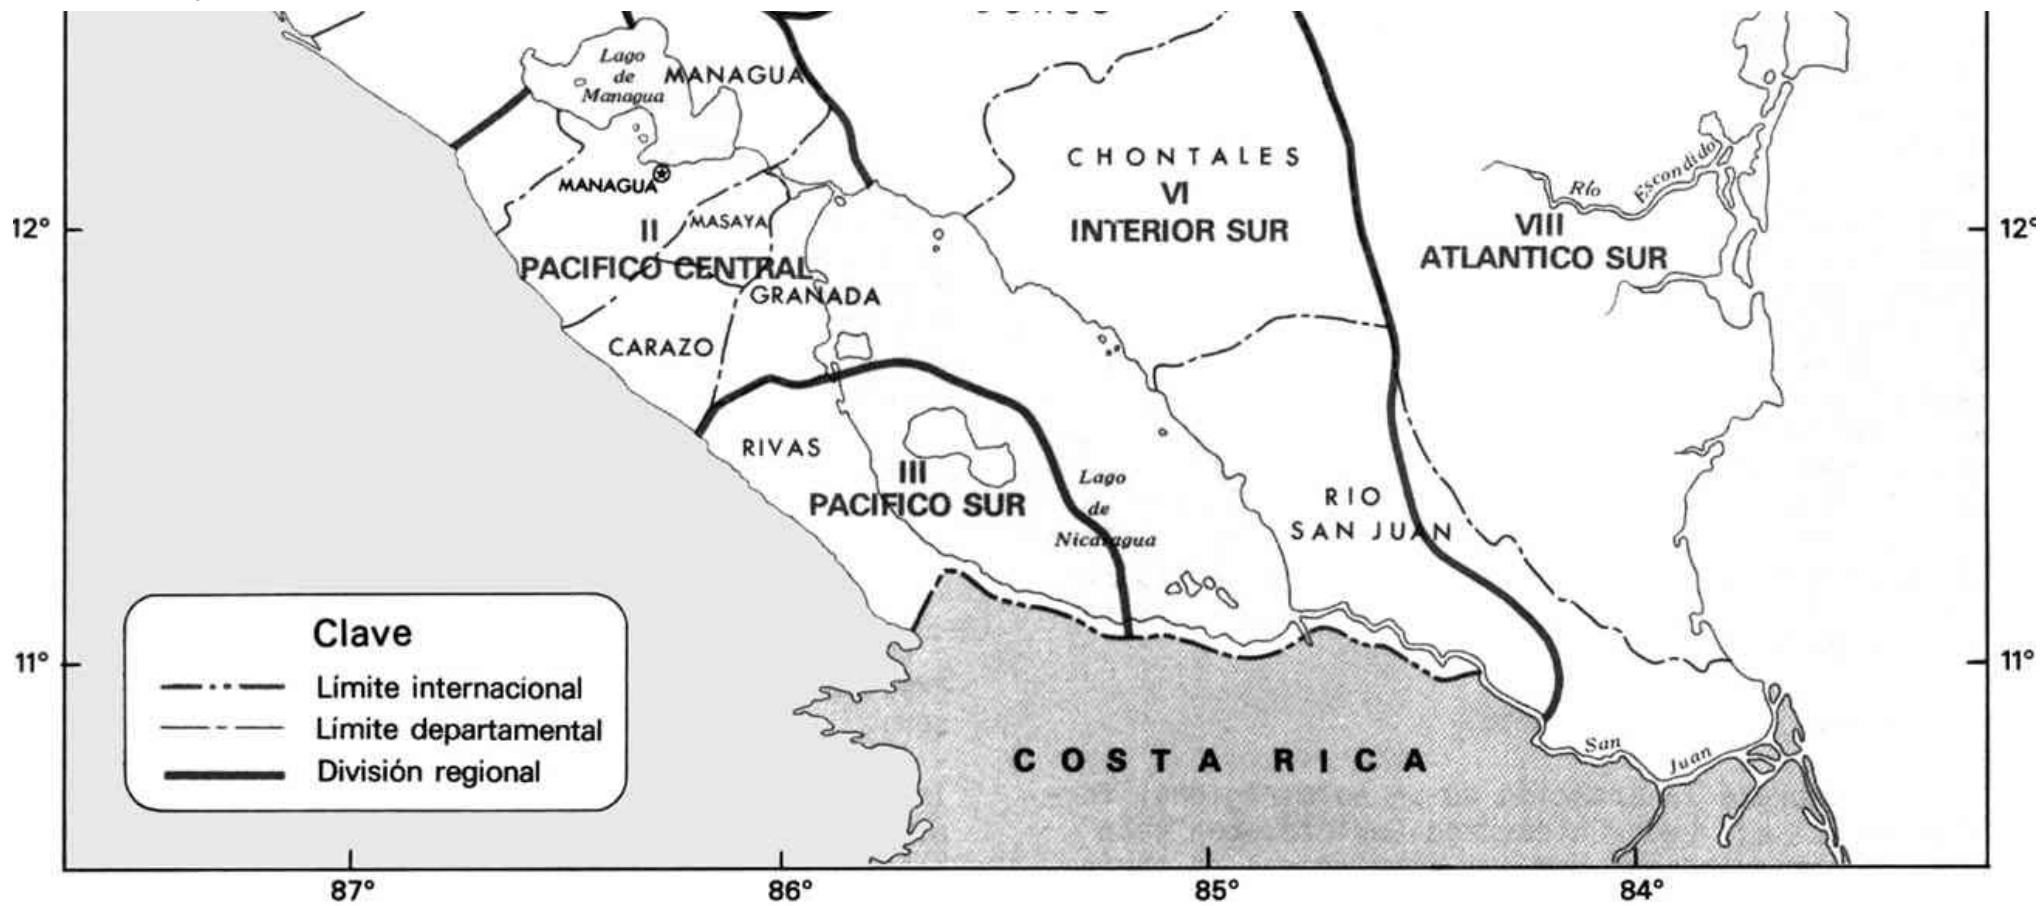 Lago
de
Managua
MANAGUA
MANAGUA
CHONTALES
VI
INTERIOR SUR
Río Escondido
VIII
ATLANTICO SUR
12°
12°
MASAYA
II
PACIFICO CENTRAL
GRANADA
CARAZO
RIVAS
III
PACIFICO SUR
Lago
de
Nicaragua
RIO
SAN JUAN
11°
11°
Clave
Límite internacional
Límite departamental
División regional
COSTA RICA
San Juan
87°
86°
85°
84°